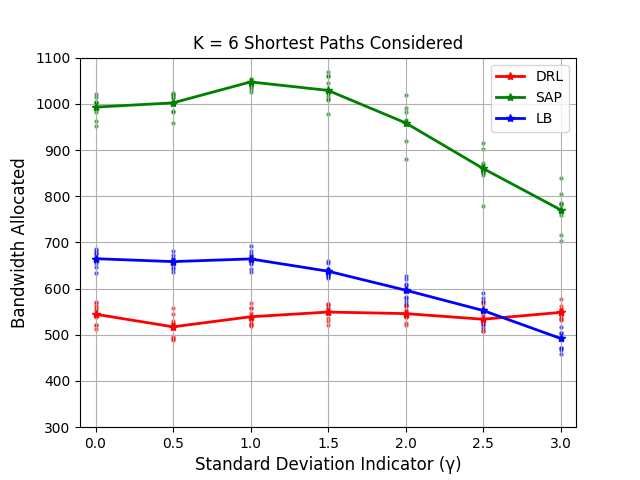 K = 6 Shortest Paths Considered
1100
1000
900
800
700
600
500
400
300
Bandwidth Allocated
DRL
SAP
LB
0.0 0.5 1.0 1.5 2.0 2.5 3.0
Standard Deviation Indicator (γ)